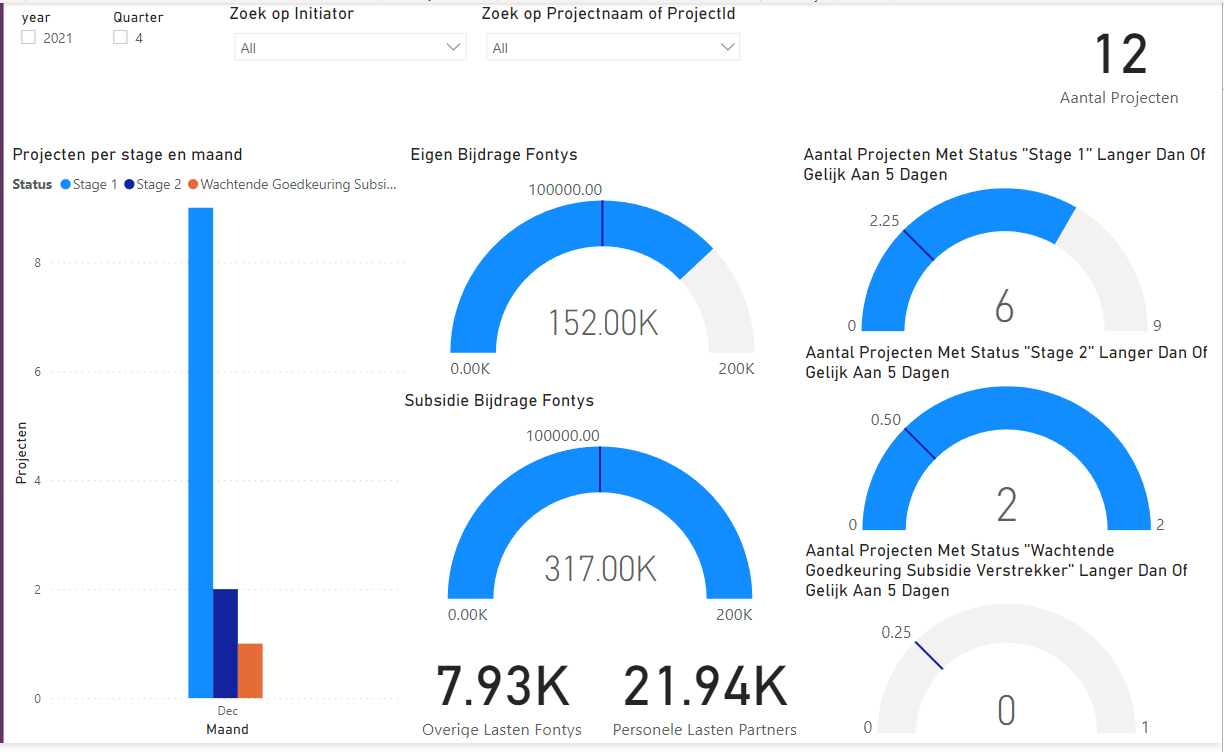 year
2021
Quarter
4
Zoek op Initiator
All
Zoek op Projectnaam of ProjectId
All
12
Aantal Projecten
Projecten per stage en maand
Status Stage 1 Stage 2 Wachtende Goedkeuring Subsi...
8
6
4
2
0
Projecten
Dec
Maand
Eigen Bijdrage Fontys
100000.00
152.00K
0.00K
200K
Subsidie Bijdrage Fontys
100000.00
317.00K
0.00K
200K
7.93K
Overige Lasten Fontys
21.94K
Personele Lasten Partners
Aantal Projecten Met Status "Stage 1" Langer Dan Of
Gelijk Aan 5 Dagen
2.25
6
0
9
Aantal Projecten Met Status "Stage 2" Langer Dan Of
Gelijk Aan 5 Dagen
0.50
2
0
2
Aantal Projecten Met Status "Wachtende
Goedkeuring Subsidie Verstrekker" Langer Dan Of
Gelijk Aan 5 Dagen
0.25
0
0
1